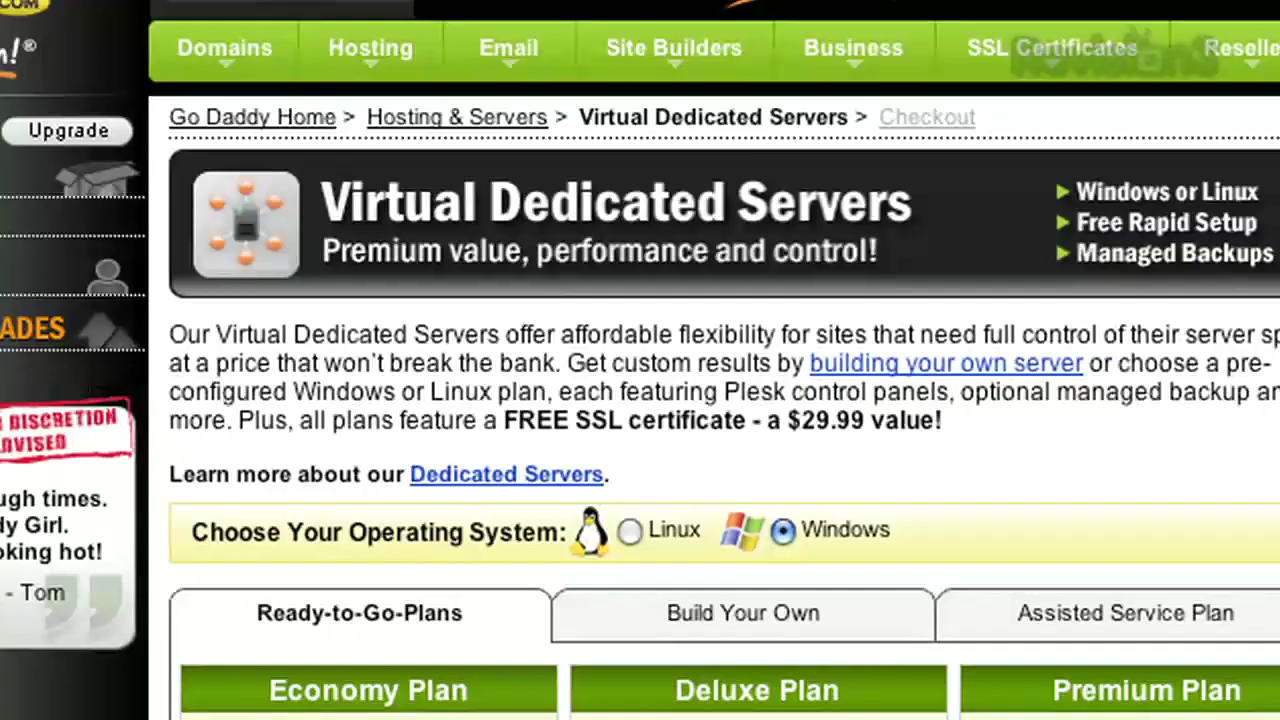 .COM
n!®
Domains Hosting Email Site Builders Business SSL Certificates Reselle
Upgrade
Go Daddy Home > Hosting & Servers > Virtual Dedicated Servers > Checkout
Virtual Dedicated Servers
Premium value, performance and control!
Windows or Linux
Free Rapid Setup
Managed Backups
ADES
Our Virtual Dedicated Servers offer affordable flexibility for sites that need full control of their server sp
at a price that won't break the bank. Get custom results by building your own server or choose a pre-
configured Windows or Linux plan, each featuring Plesk control panels, optional managed backup an
more. Plus, all plans feature a FREE SSL certificate - a $29.99 value!
DISCRETION
DVISED
Learn more about our Dedicated Servers.
ugh times.
dy Girl.
oking hot!
- Tom
Choose Your Operating System: Linux Windows
Ready-to-Go-Plans Build Your Own Assisted Service Plan
Economy Plan Deluxe Plan Premium Plan